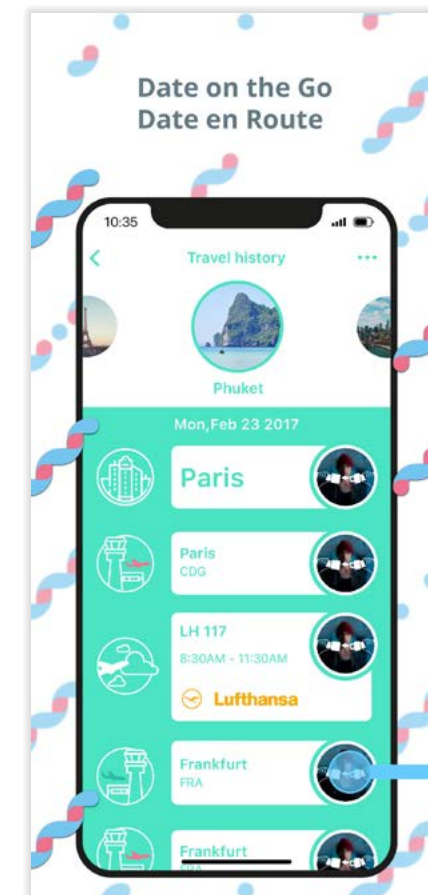 Date on the Go
Date en Route
10:35
Travel history
Phuket
Mon,Feb 23 2017
Paris
Paris
CDG
LH 117
8:30AM - 11:30AM
Lufthansa
Frankfurt
FRA
Frankfurt
FRA